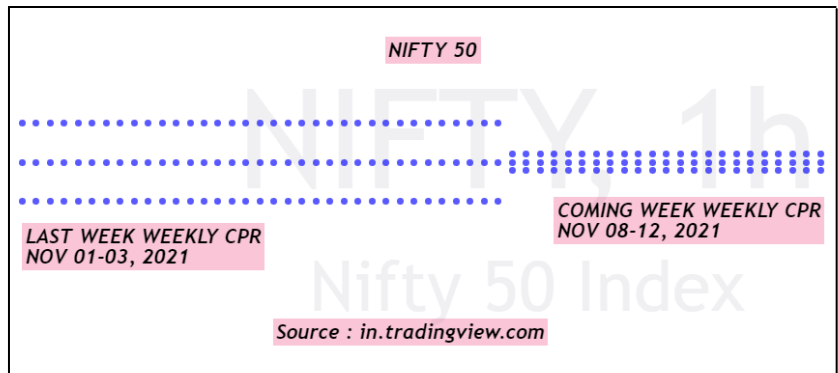 NIFTY 50
NIFTY, 1h
LAST WEEK WEEKLY CPR
NOV 01-03, 2021
COMING WEEK WEEKLY CPR
NOV 08-12, 2021
Nifty 50 Index
Source : in.tradingview.com